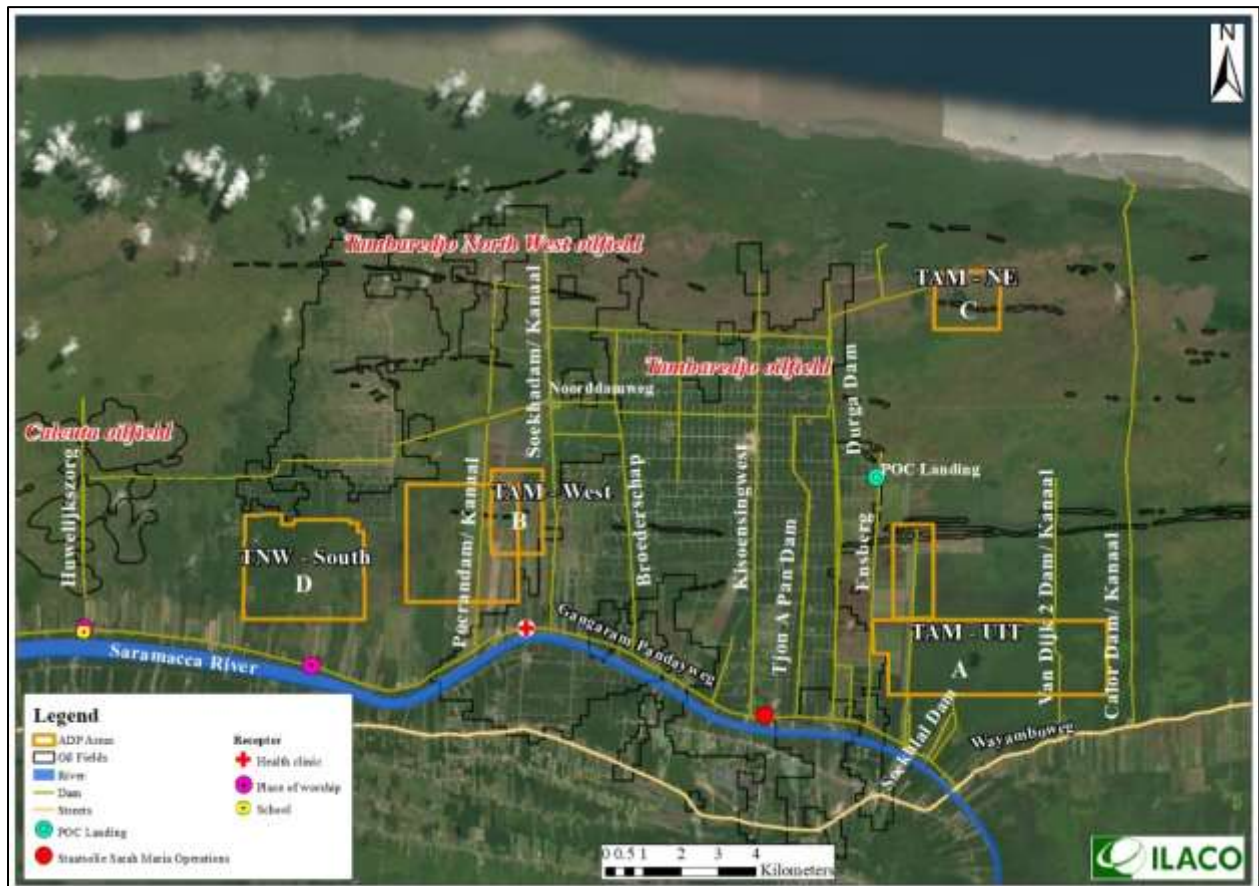 N
Tambaredjo North West oilfield
TAM - NE
C
Soekhadam/ Kanaal
Tambaredjo oilfield
Noorddamweg
Durga Dam
Calcuta oilfield
Huwelijkszorg
Pocrandam/ Kanaal
TAM - West
B
Broederschap
Kisoensingwest
POC Landing
Tjon A Pan Dam
Ensberg
Van Dijk 2 Dam/ Kanaal
Calor Dam/ Kanaal
TNW - South
D
TAM - UIT
A
Gangaram Pandayweg
Saramacca River
Soekhlal Dam
Wayamboweg
Legend
ADP Areas
Oil Fields
River
Dam
Streets
POC Landing
Staatsolie Sarah Maria Operations
Receptor
Health clinic
Place of worship
School
0 0.5 1 2 3 4
Kilometers
ILACO